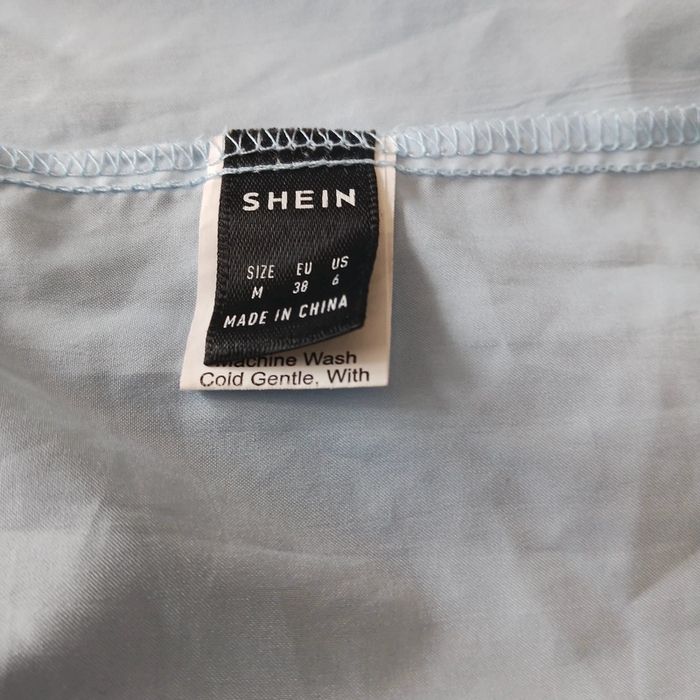 SHEIN
SIZE EU US
M 38 6
MADE IN CHINA
Machine Wash
Cold Gentle, With